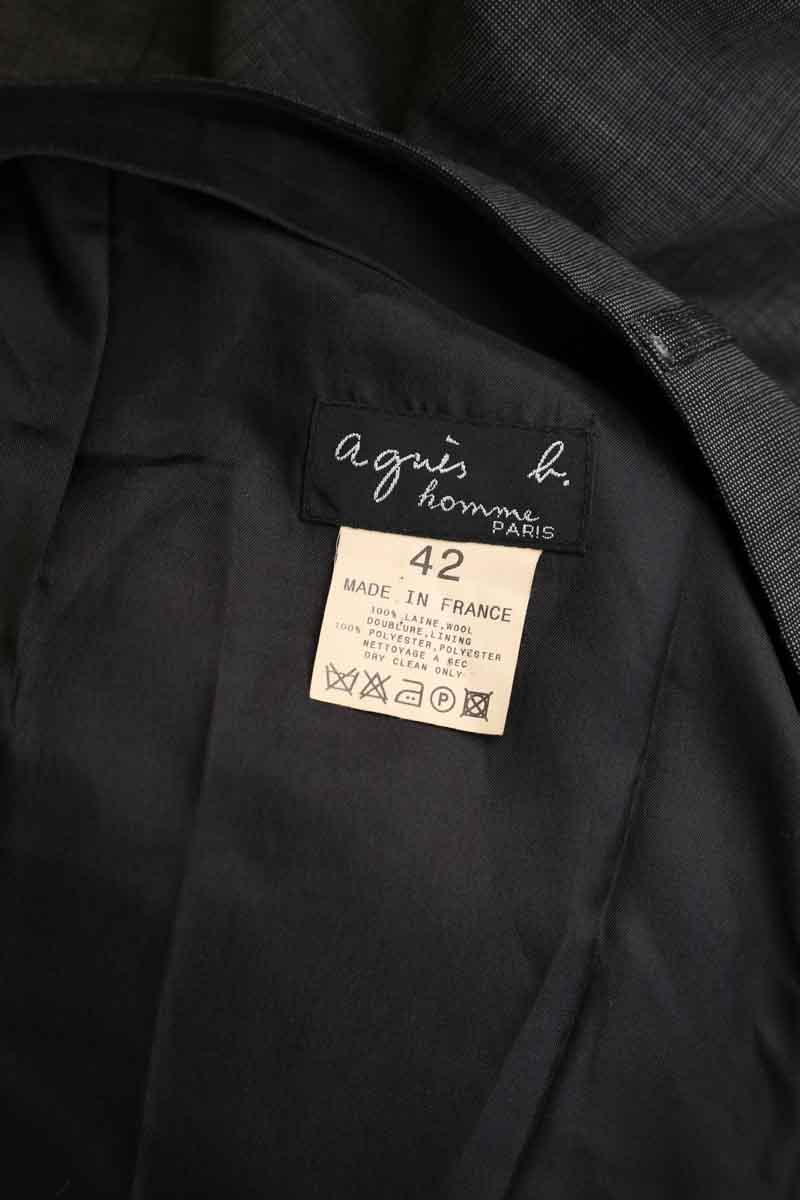 agnès b.
homme
PARIS
42
MADE IN FRANCE
100% LAINE,WOOL
DOUBLURE,LINING
100% POLYESTER,POLYESTER
NETTOYAGE A SEC
DRY CLEAN ONLY
P